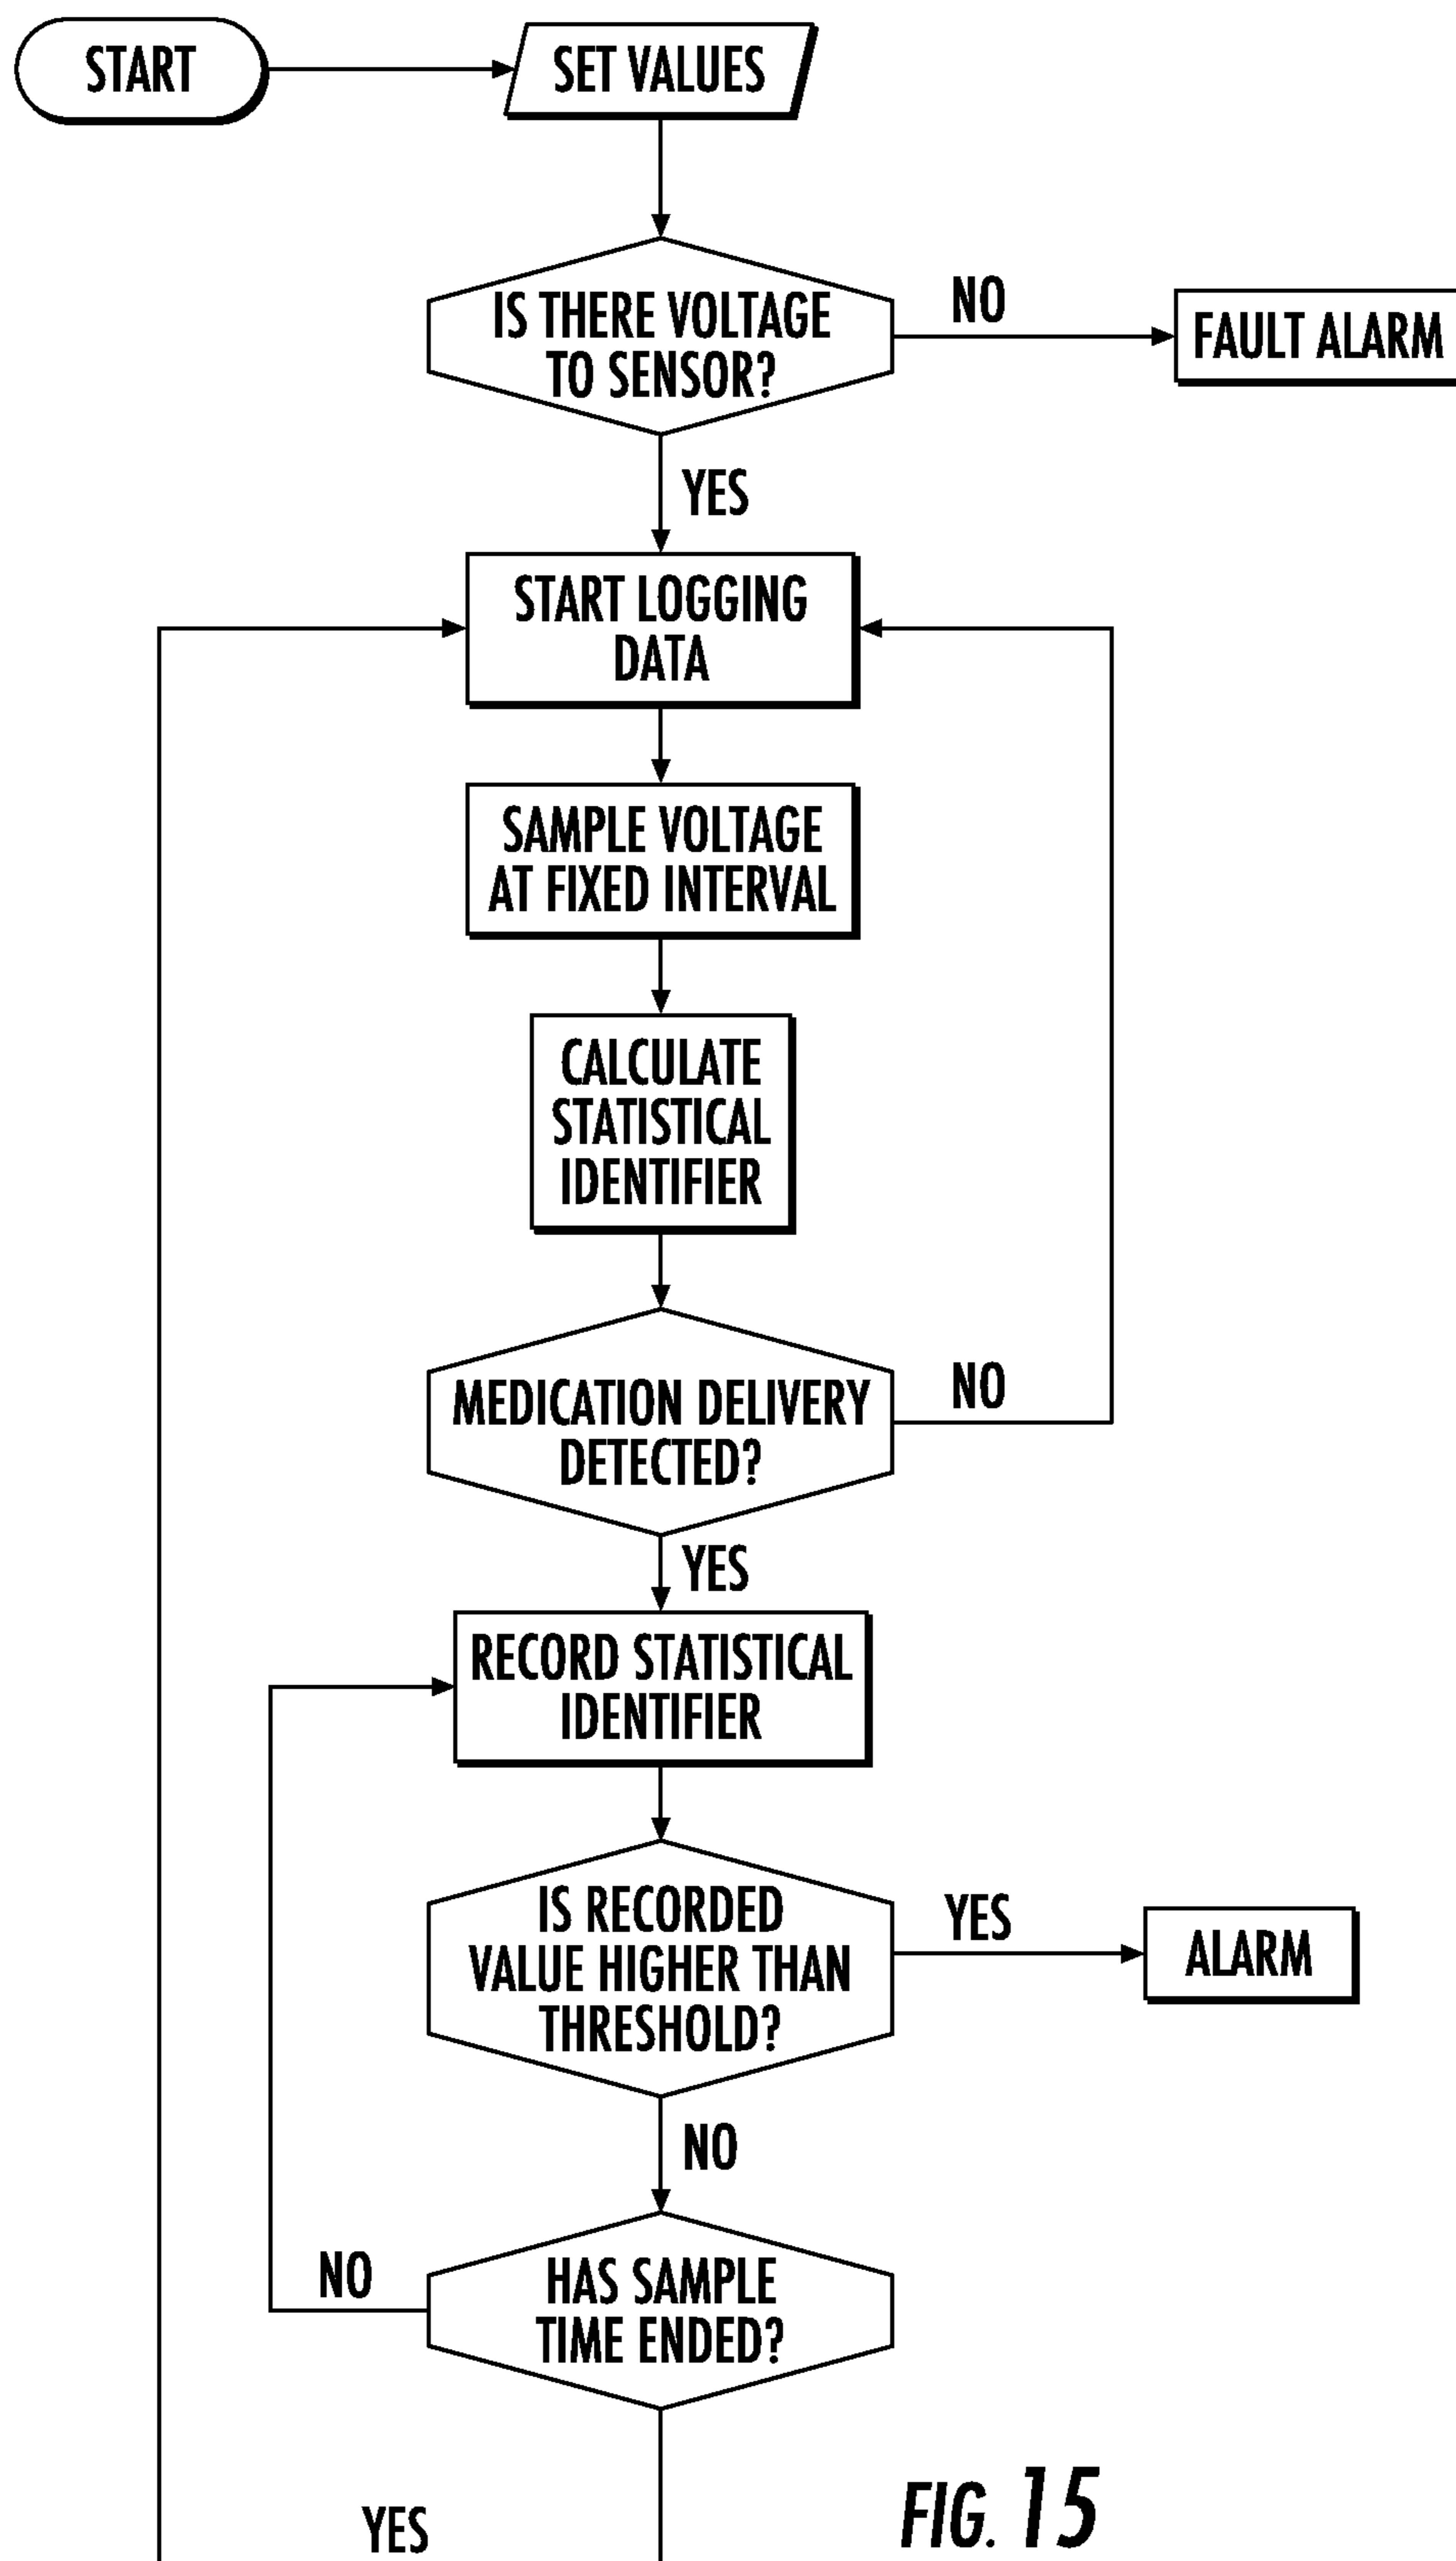 START
SET VALUES
IS THERE VOLTAGE
TO SENSOR?
NO
FAULT ALARM
YES
START LOGGING
DATA
SAMPLE VOLTAGE
AT FIXED INTERVAL
CALCULATE
STATISTICAL
IDENTIFIER
MEDICATION DELIVERY
DETECTED?
NO
YES
RECORD STATISTICAL
IDENTIFIER
IS RECORDED
VALUE HIGHER THAN
THRESHOLD?
YES
ALARM
NO
HAS SAMPLE
TIME ENDED?
NO
YES
FIG. 15